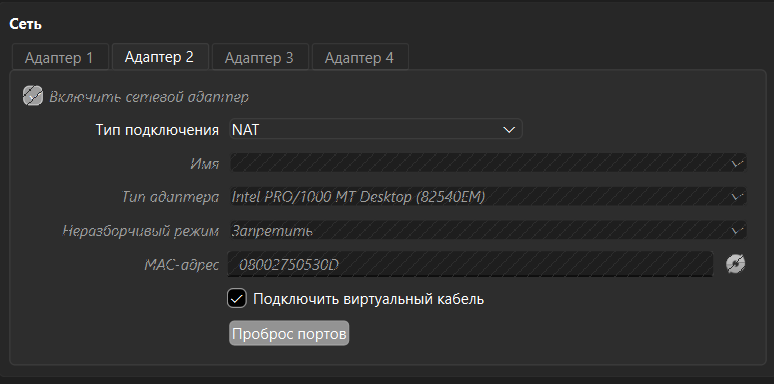 Сеть
Адаптер 1 Адаптер 2 Адаптер 3 Адаптер 4
Включить сетевой адаптер
Тип подключения NAT
Имя
Тип адаптера Intel PRO/1000 MT Desktop (82540EM)
Неразборчивый режим Запретить
MAC-адрес 08002750530D
Подключить виртуальный кабель
Проброс портов